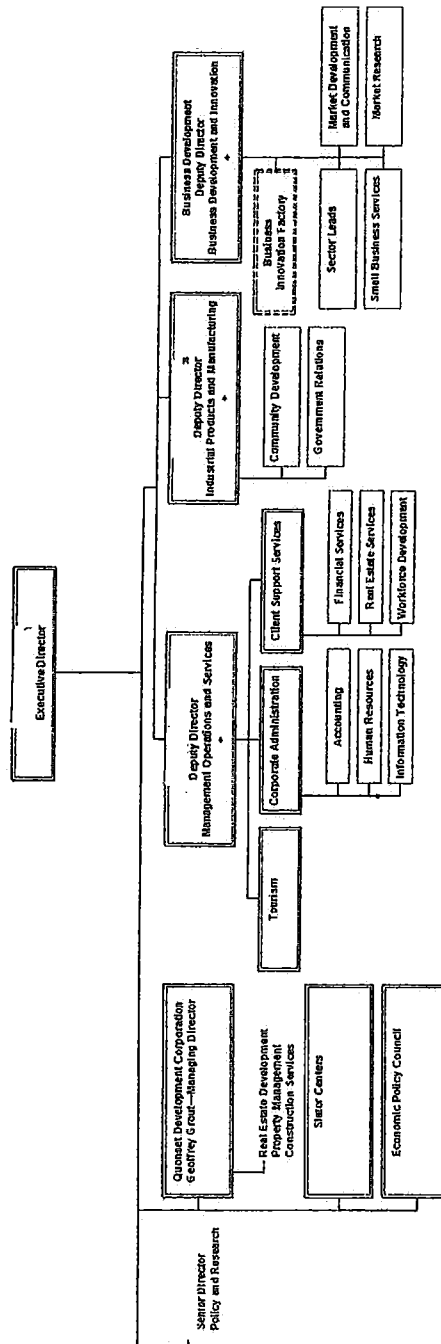 Executive Director
Senior Director
Policy and Research
Quonset Development Corporation
Geoffrey Grout—Managing Director
Real Estate Development
Property Management
Construction Services
Slater Centers
Economic Policy Council
Deputy Director
Management Operations and Services
+
Tourism
Corporate Administration
Accounting
Human Resources
Information Technology
Client Support Services
Financial Services
Real Estate Services
Workforce Development
Deputy Director
Industrial Products and Manufacturing
+
Community Development
Government Relations
Business Development
Deputy Director
Business Development and Innovation
+
Business
Innovation Factory
Sector Leads
Small Business Services
Market Development
and Communication
Market Research